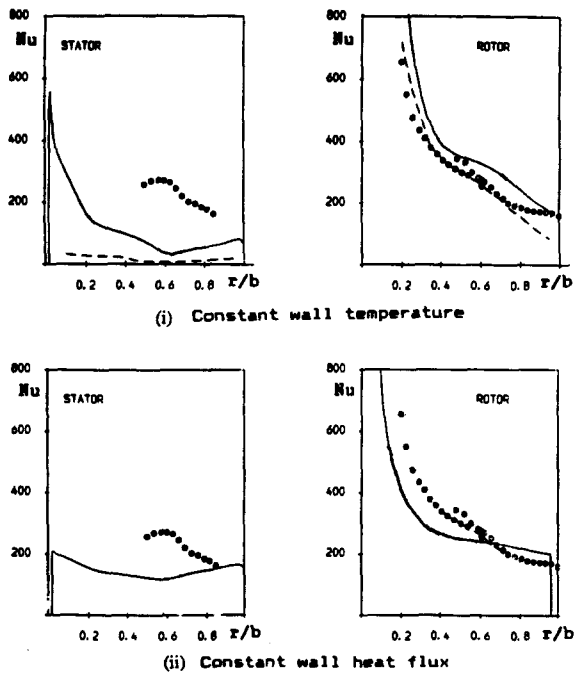 800
Nu
STATOR
600
400
200
0.2 0.4 0.6 0.8 r/b
800
Nu
ROTOR
600
400
200
0.2 0.4 0.6 0.8 r/b
(i) Constant wall temperature
800
Nu
STATOR
600
400
200
0.2 0.4 0.6 0.8 r/b
800
Nu
ROTOR
600
400
200
0.2 0.4 0.6 0.8 r/b
(ii) Constant wall heat flux